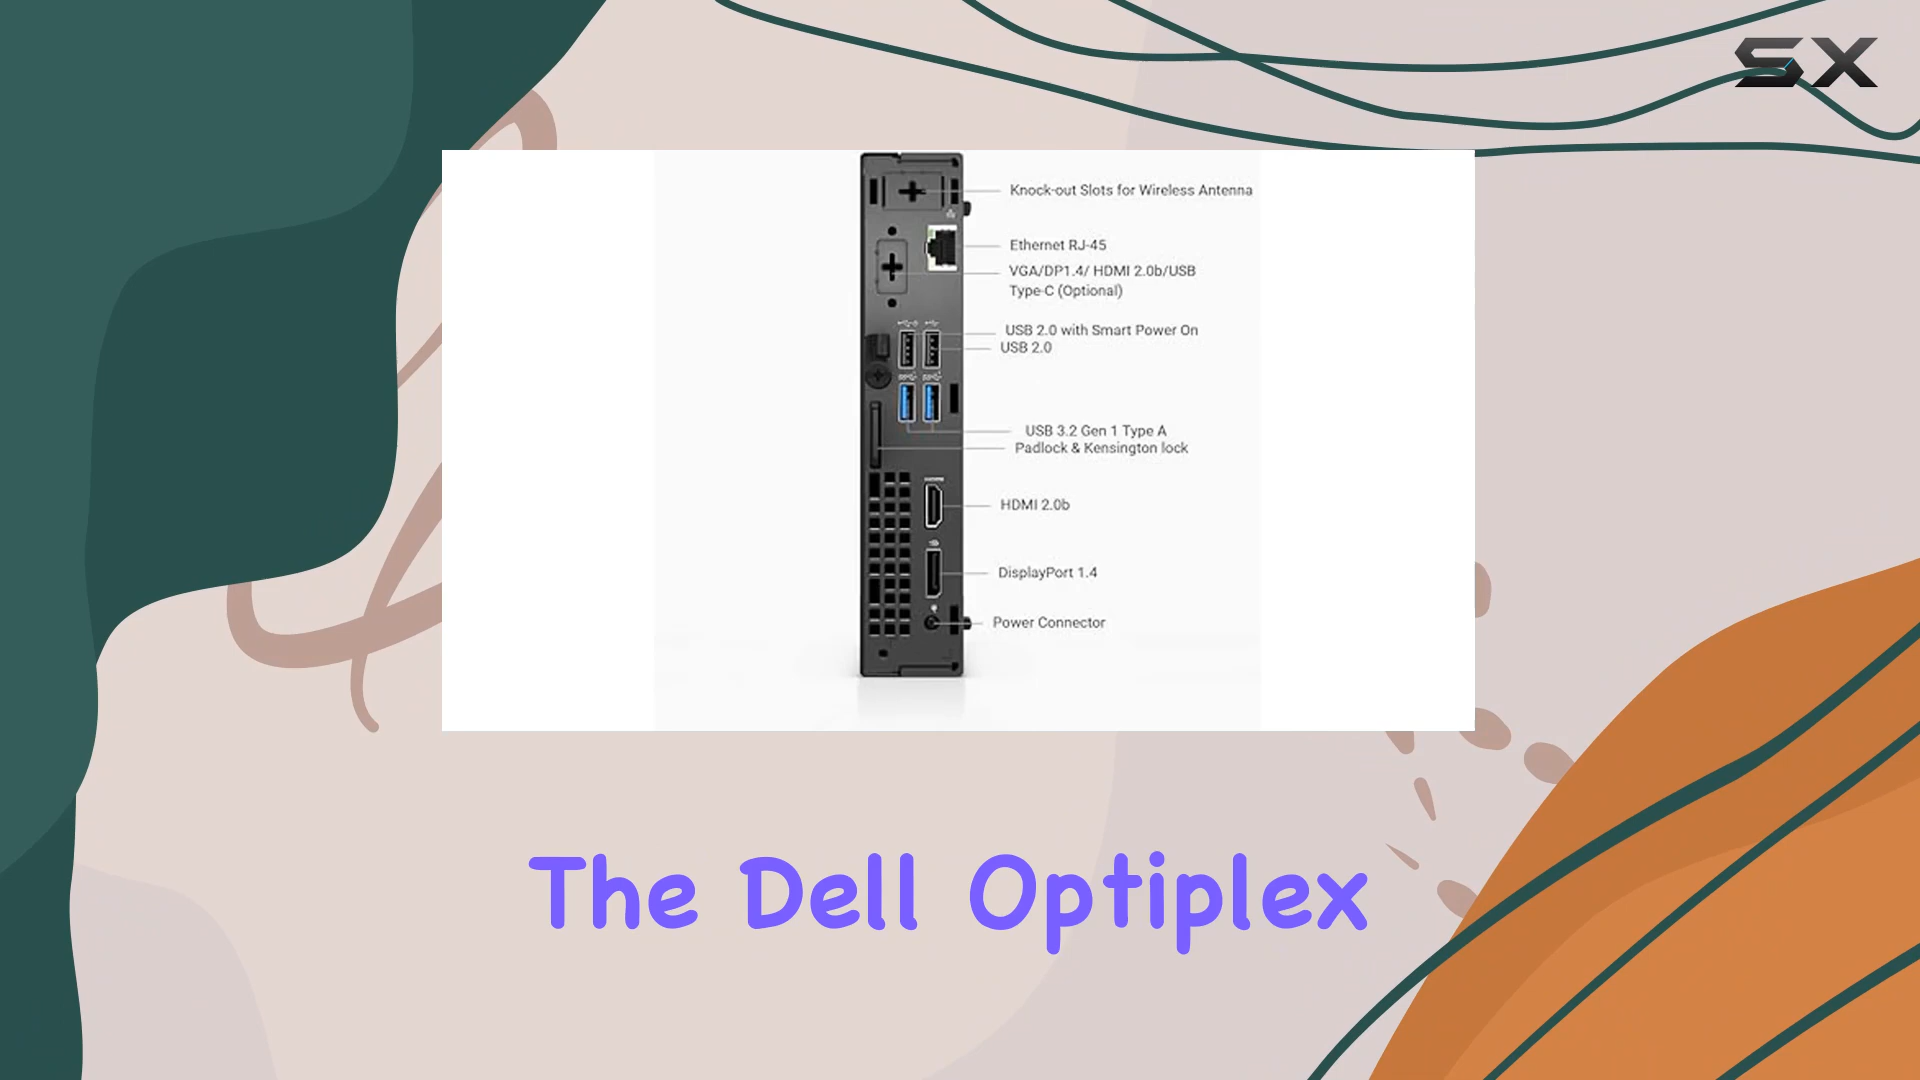 SX
Knock-out Slots for Wireless Antenna
Ethernet RJ-45
VGA/DP1.4/ HDMI 2.0b/USB
Type-C (Optional)
USB 2.0 with Smart Power On
USB 2.0
USB 3.2 Gen 1 Type A
Padlock & Kensington lock
HDMI 2.0b
DisplayPort 1.4
Power Connector
The Dell Optiplex